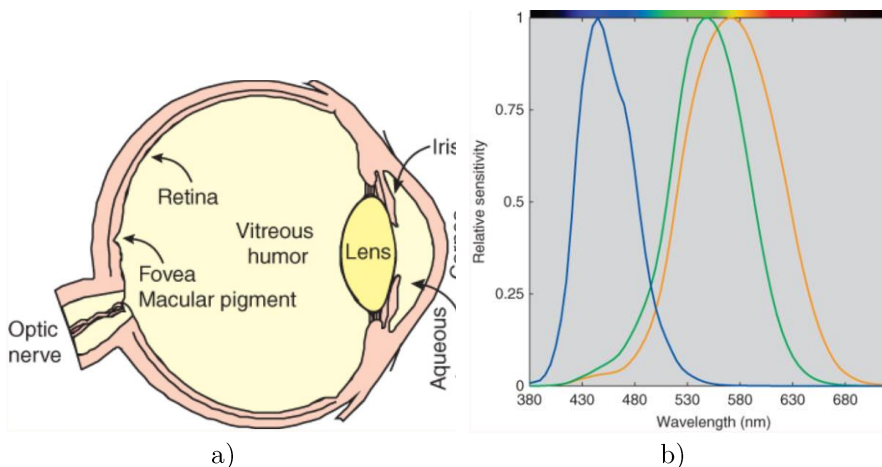 Iris
Retina
Vitreous
humor
Lens
Cornea
Fovea
Macular pigment
Optic
nerve
Aqueous
a)
1
0.75
0.5
0.25
0
Relative sensitivity
380
430
480
530
580
630
680
Wavelength (nm)
b)